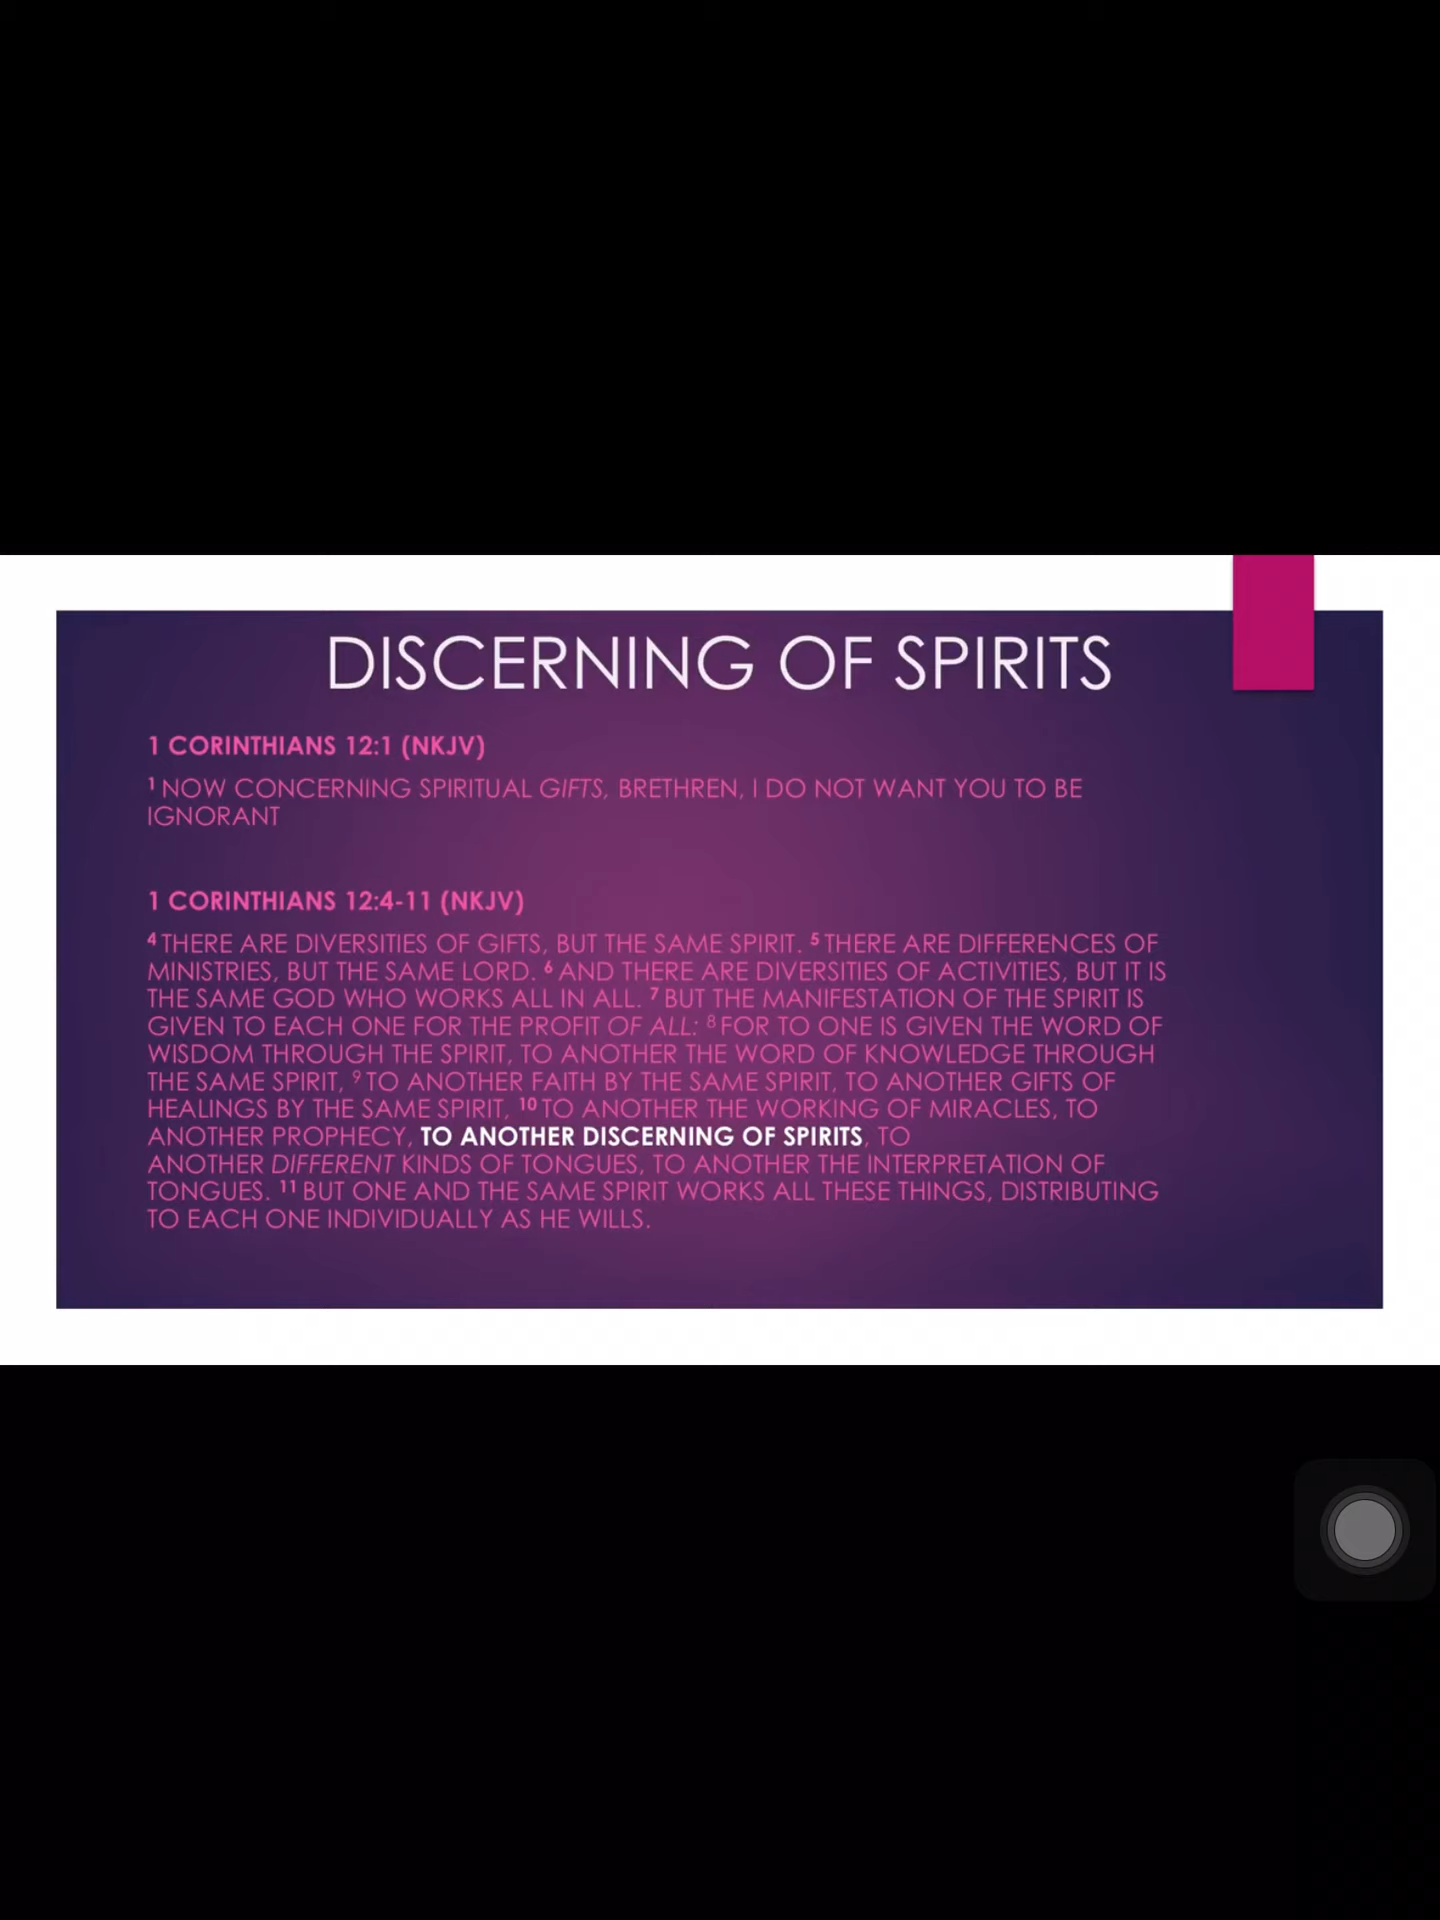 DISCERNING OF SPIRITS
1 CORINTHIANS 12:1 (NKJV)
1 NOW CONCERNING SPIRITUAL GIFTS, BRETHREN, I DO NOT WANT YOU TO BE
IGNORANT
1 CORINTHIANS 12:4-11 (NKJV)
4 THERE ARE DIVERSITIES OF GIFTS, BUT THE SAME SPIRIT. 5 THERE ARE DIFFERENCES OF
MINISTRIES, BUT THE SAME LORD. 6 AND THERE ARE DIVERSITIES OF ACTIVITIES, BUT IT IS
THE SAME GOD WHO WORKS ALL IN ALL. 7 BUT THE MANIFESTATION OF THE SPIRIT IS
GIVEN TO EACH ONE FOR THE PROFIT OF ALL: 8 FOR TO ONE IS GIVEN THE WORD OF
WISDOM THROUGH THE SPIRIT, TO ANOTHER THE WORD OF KNOWLEDGE THROUGH
THE SAME SPIRIT, 9 TO ANOTHER FAITH BY THE SAME SPIRIT, TO ANOTHER GIFTS OF
HEALINGS BY THE SAME SPIRIT, 10 TO ANOTHER THE WORKING OF MIRACLES, TO
ANOTHER PROPHECY, TO ANOTHER DISCERNING OF SPIRITS, TO
ANOTHER DIFFERENT KINDS OF TONGUES, TO ANOTHER THE INTERPRETATION OF
TONGUES. 11 BUT ONE AND THE SAME SPIRIT WORKS ALL THESE THINGS, DISTRIBUTING
TO EACH ONE INDIVIDUALLY AS HE WILLS.